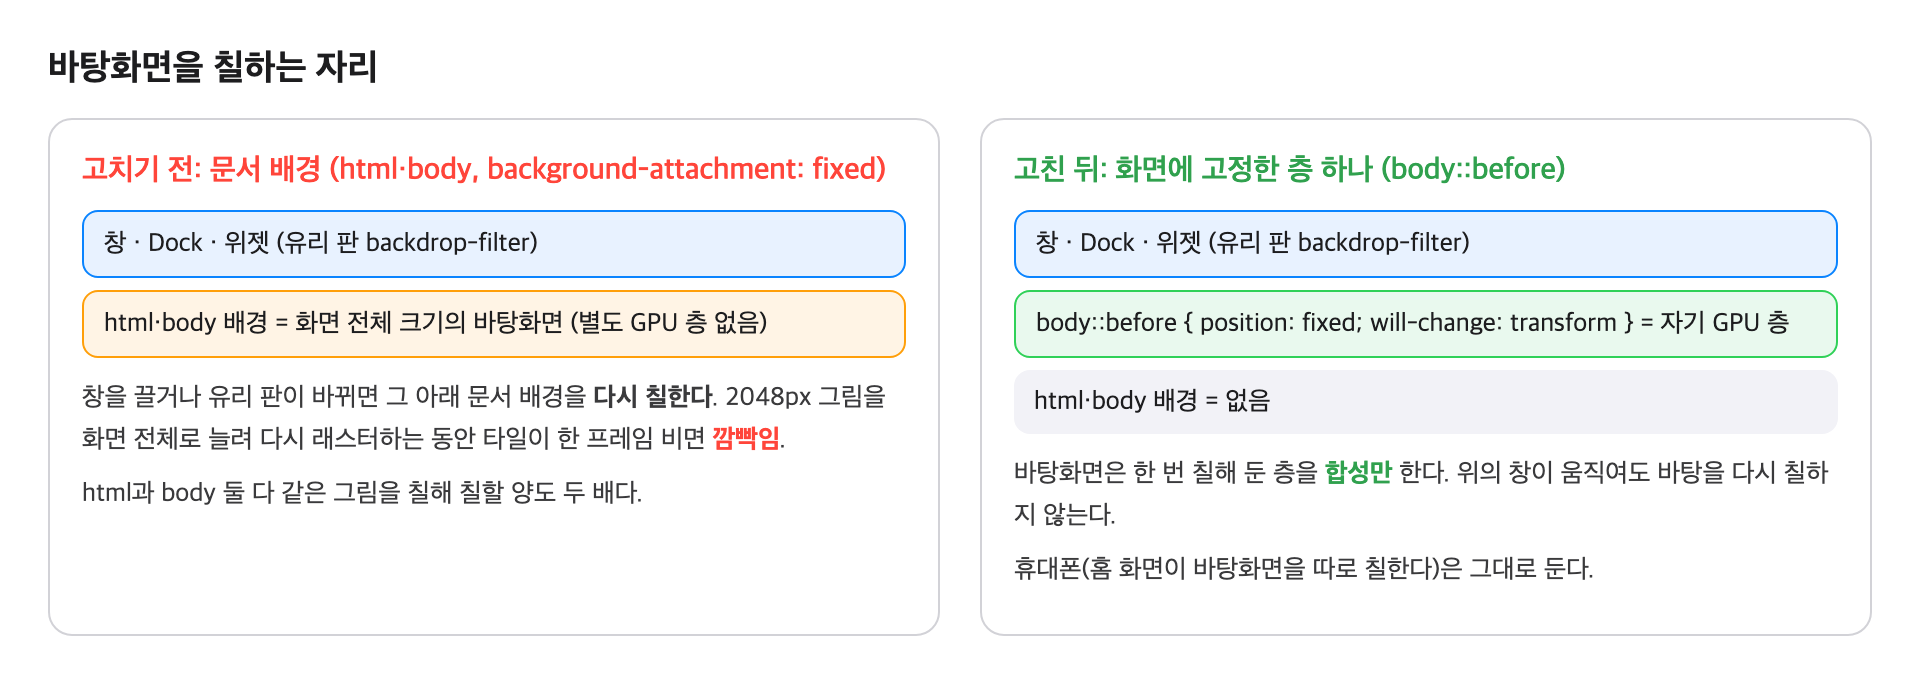 바탕화면을 칠하는 자리
고치기 전: 문서 배경 (html·body, background-attachment: fixed)
창 · Dock · 위젯 (유리 판 backdrop-filter)
html·body 배경 = 화면 전체 크기의 바탕화면 (별도 GPU 층 없음)
창을 끌거나 유리 판이 바뀌면 그 아래 문서 배경을 다시 칠한다. 2048px 그림을
화면 전체로 늘려 다시 래스터하는 동안 타일이 한 프레임 비면 깜빡임.
html과 body 둘 다 같은 그림을 칠해 칠할 양도 두 배다.
고친 뒤: 화면에 고정한 층 하나 (body::before)
창 · Dock · 위젯 (유리 판 backdrop-filter)
body::before { position: fixed; will-change: transform } = 자기 GPU 층
html·body 배경 = 없음
바탕화면은 한 번 칠해 둔 층을 합성만 한다. 위의 창이 움직여도 바탕을 다시 칠하
지 않는다.
휴대폰(홈 화면이 바탕화면을 따로 칠한다)은 그대로 둔다.